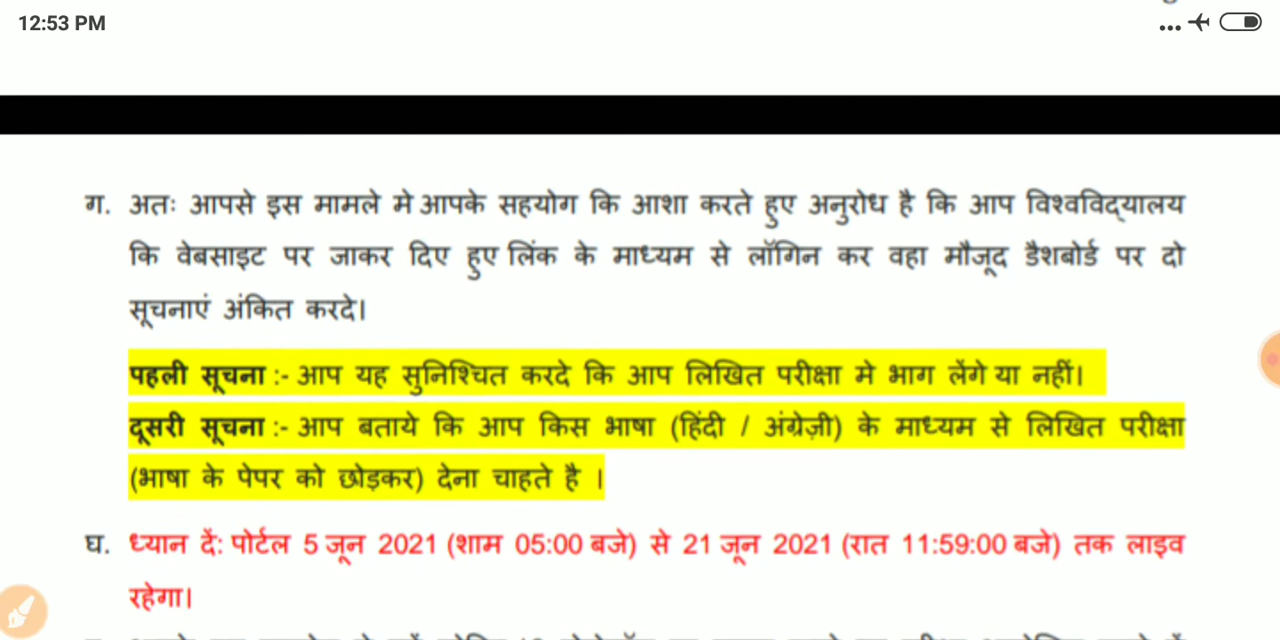 12:53 PM
ग. अतः आपसे इस मामले मे आपके सहयोग कि आशा करते हुए अनुरोध है कि आप विश्वविद्यालय
कि वेबसाइट पर जाकर दिए हुए लिंक के माध्यम से लॉगिन कर वहा मौजूद डैशबोर्ड पर दो
सूचनाएं अंकित करदे।
पहली सूचना :- आप यह सुनिश्चित करदे कि आप लिखित परीक्षा मे भाग लेंगे या नहीं।
दूसरी सूचना :- आप बताये कि आप किस भाषा (हिंदी / अंग्रेज़ी) के माध्यम से लिखित परीक्षा
(भाषा के पेपर को छोड़कर) देना चाहते है ।
घ. ध्यान दें: पोर्टल 5 जून 2021 (शाम 05:00 बजे) से 21 जून 2021 (रात 11:59:00 बजे) तक लाइव
रहेगा।